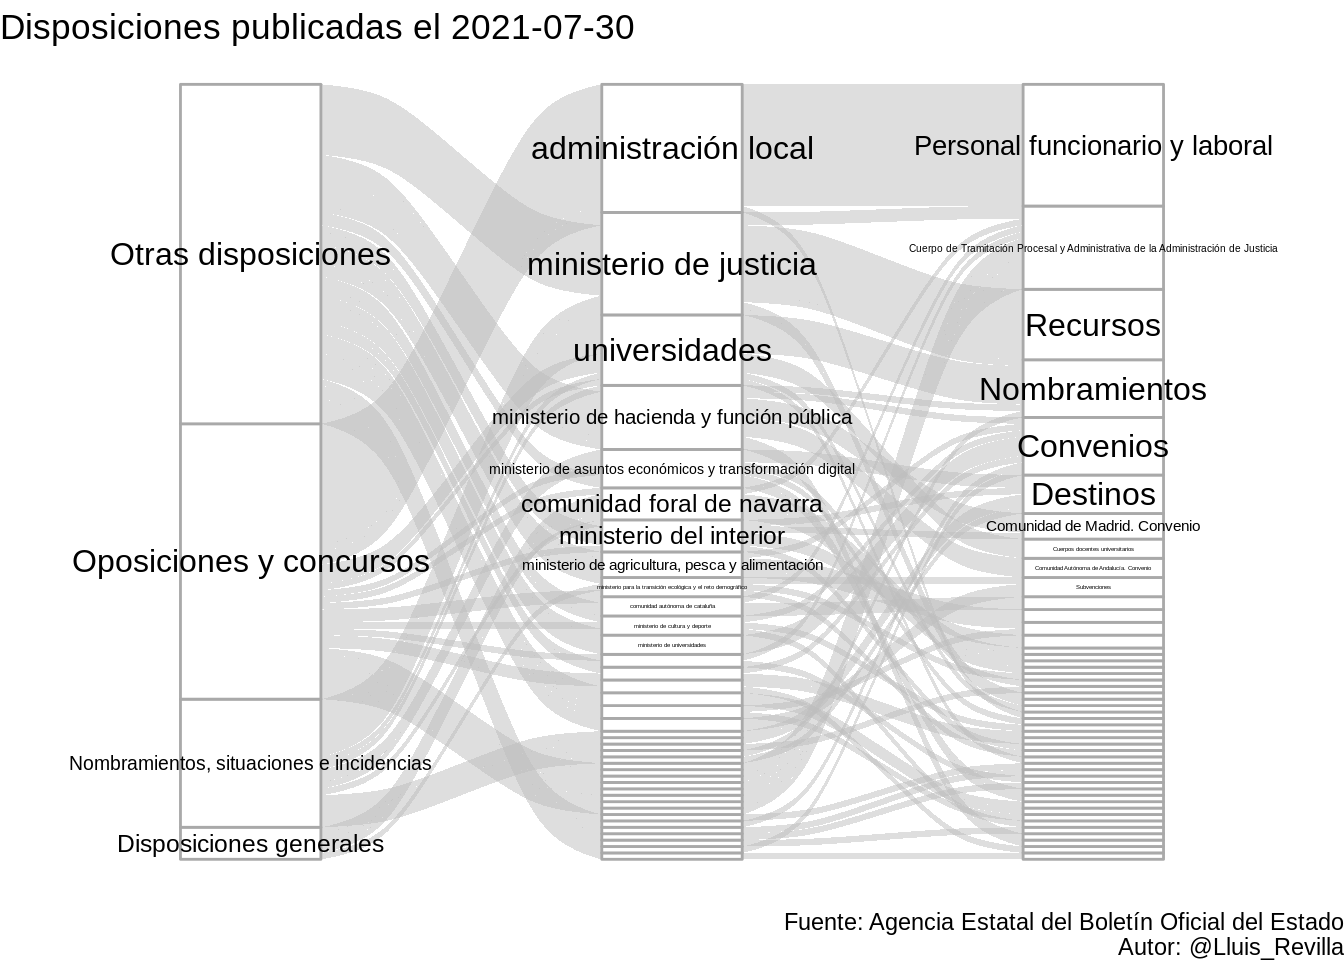 Disposiciones publicadas el 2021-07-30
Otras disposiciones
Oposiciones y concursos
Nombramientos, situaciones e incidencias
Disposiciones generales
administración local
ministerio de justicia
universidades
ministerio de hacienda y función pública
ministerio de asuntos económicos y transformación digital
comunidad foral de navarra
ministerio del interior
ministerio de agricultura, pesca y alimentación
ministerio para la transición ecológica y el reto demográfico
comunidad autónoma de cataluña
ministerio de cultura y deporte
ministerio de universidades
Personal funcionario y laboral
Cuerpo de Tramitación Procesal y Administrativa de la Administración de Justicia
Recursos
Nombramientos
Convenios
Destinos
Comunidad de Madrid. Convenio
Cuerpos docentes universitarios
Comunidad Autónoma de Andalucía. Convenio
Subvenciones
Fuente: Agencia Estatal del Boletín Oficial del Estado
Autor: @Lluis_Revilla